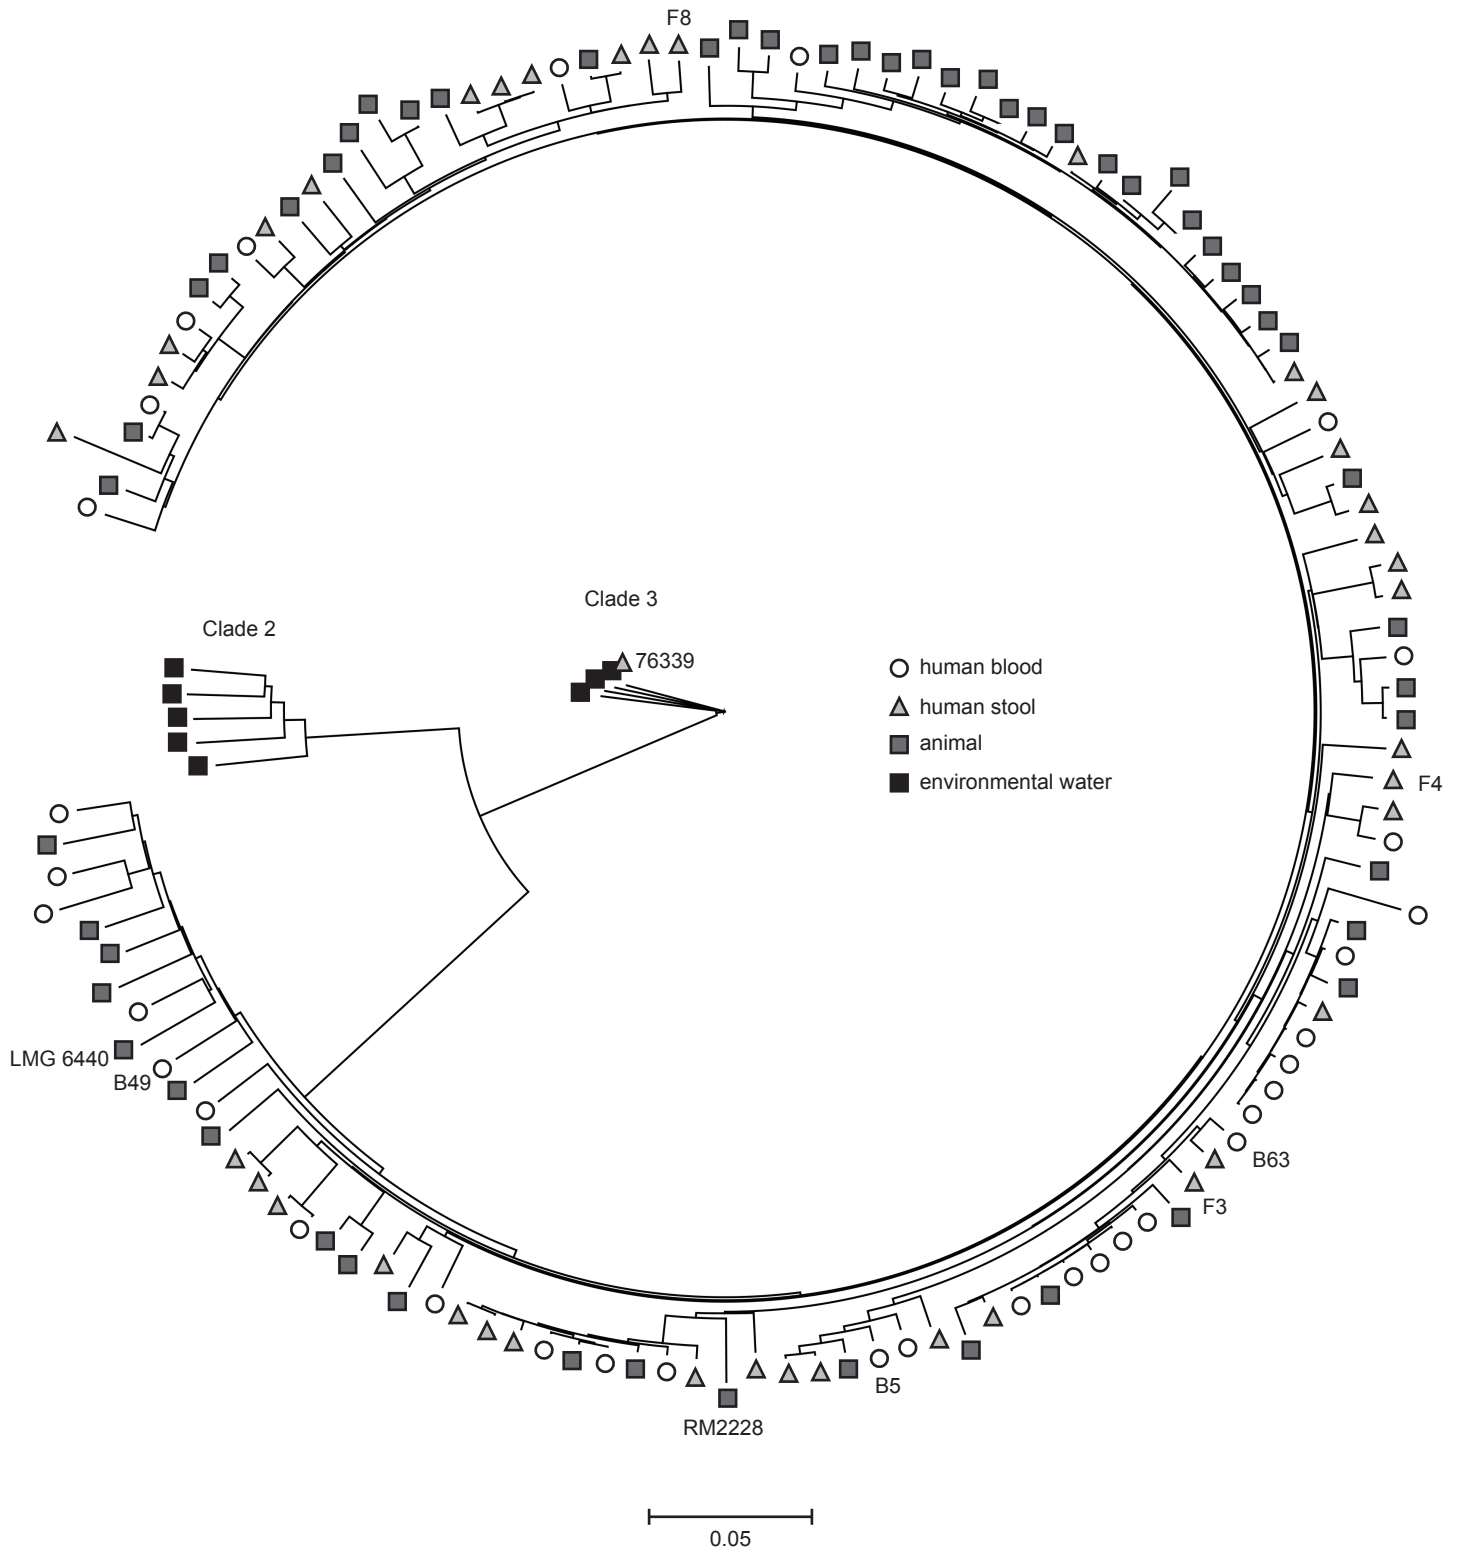 F8
Clade 3
Clade 2
76339
human blood
human stool
animal
environmental water
F4
LMG 6440
B49
B63
F3
B5
RM2228
0.05